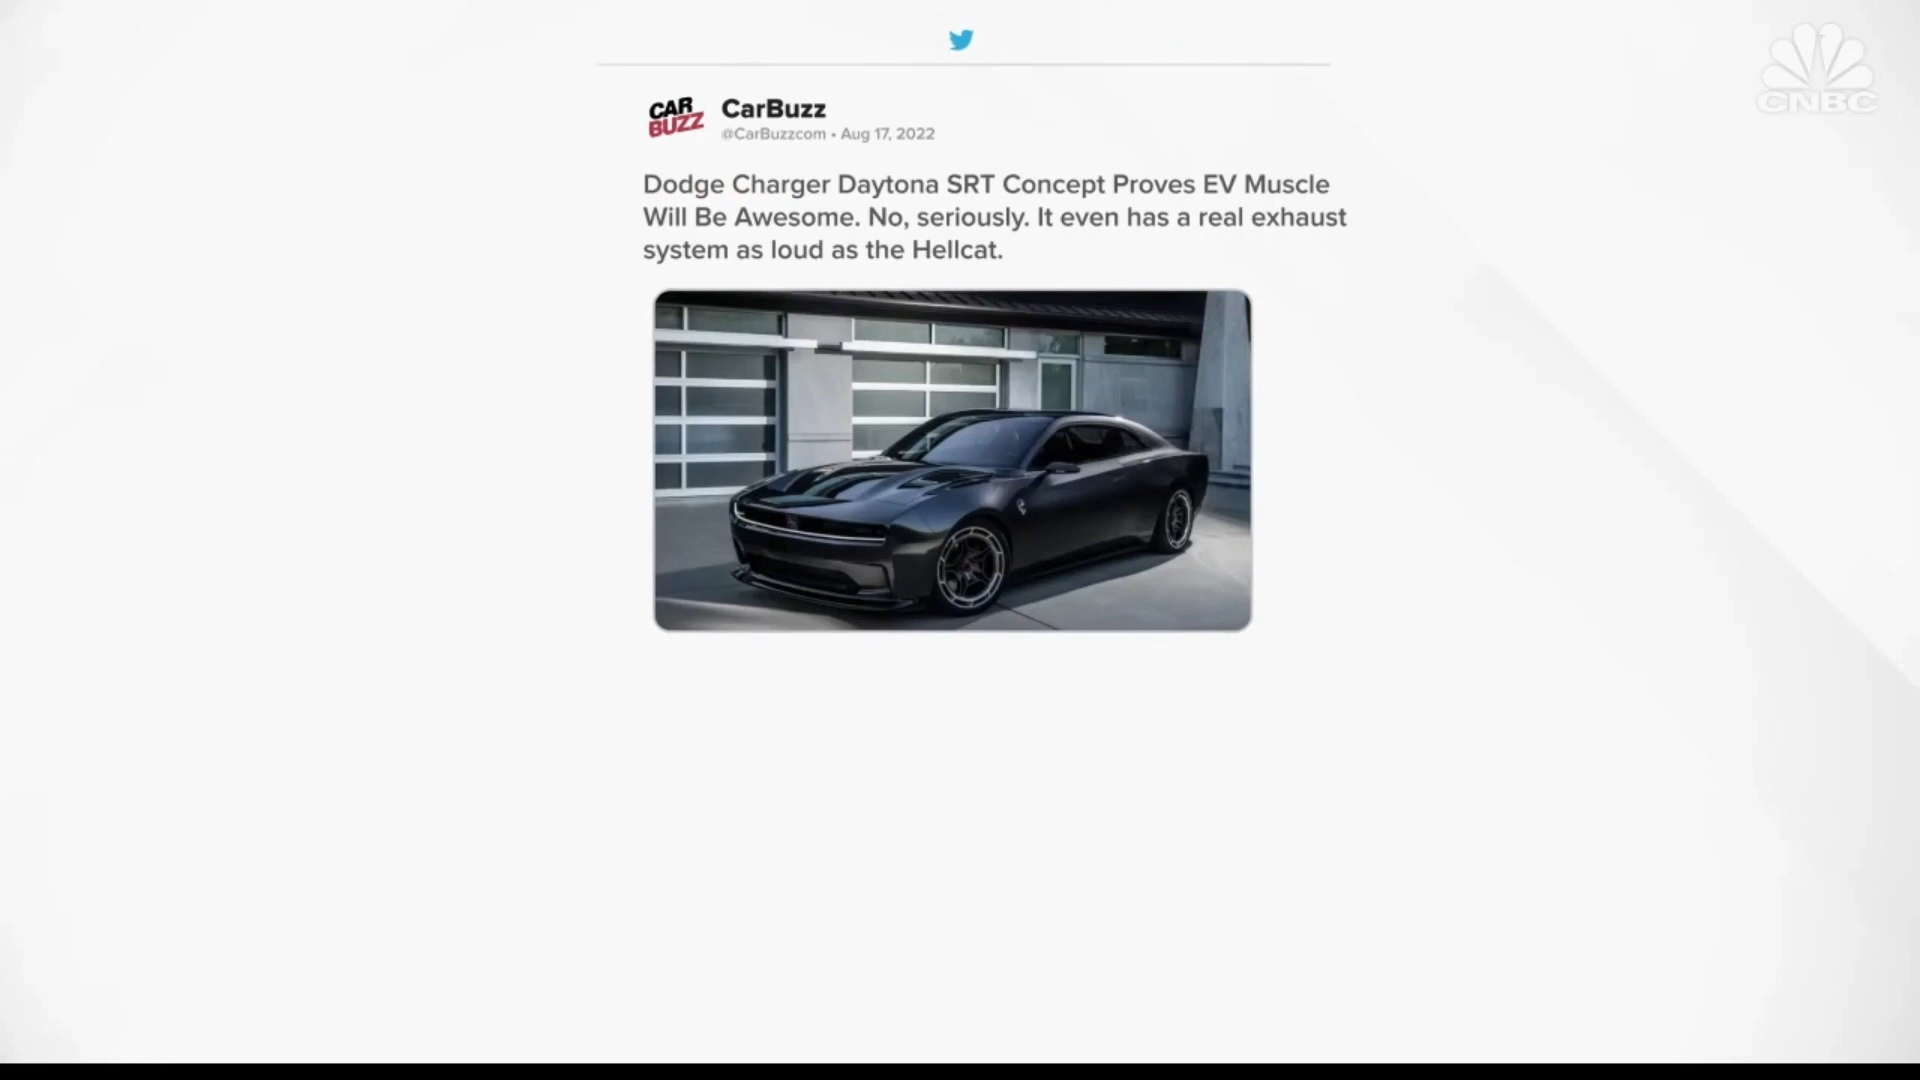 CNBC
CAR
BUZZ
CarBuzz
@CarBuzzcom • Aug 17, 2022
Dodge Charger Daytona SRT Concept Proves EV Muscle
Will Be Awesome. No, seriously. It even has a real exhaust
system as loud as the Hellcat.